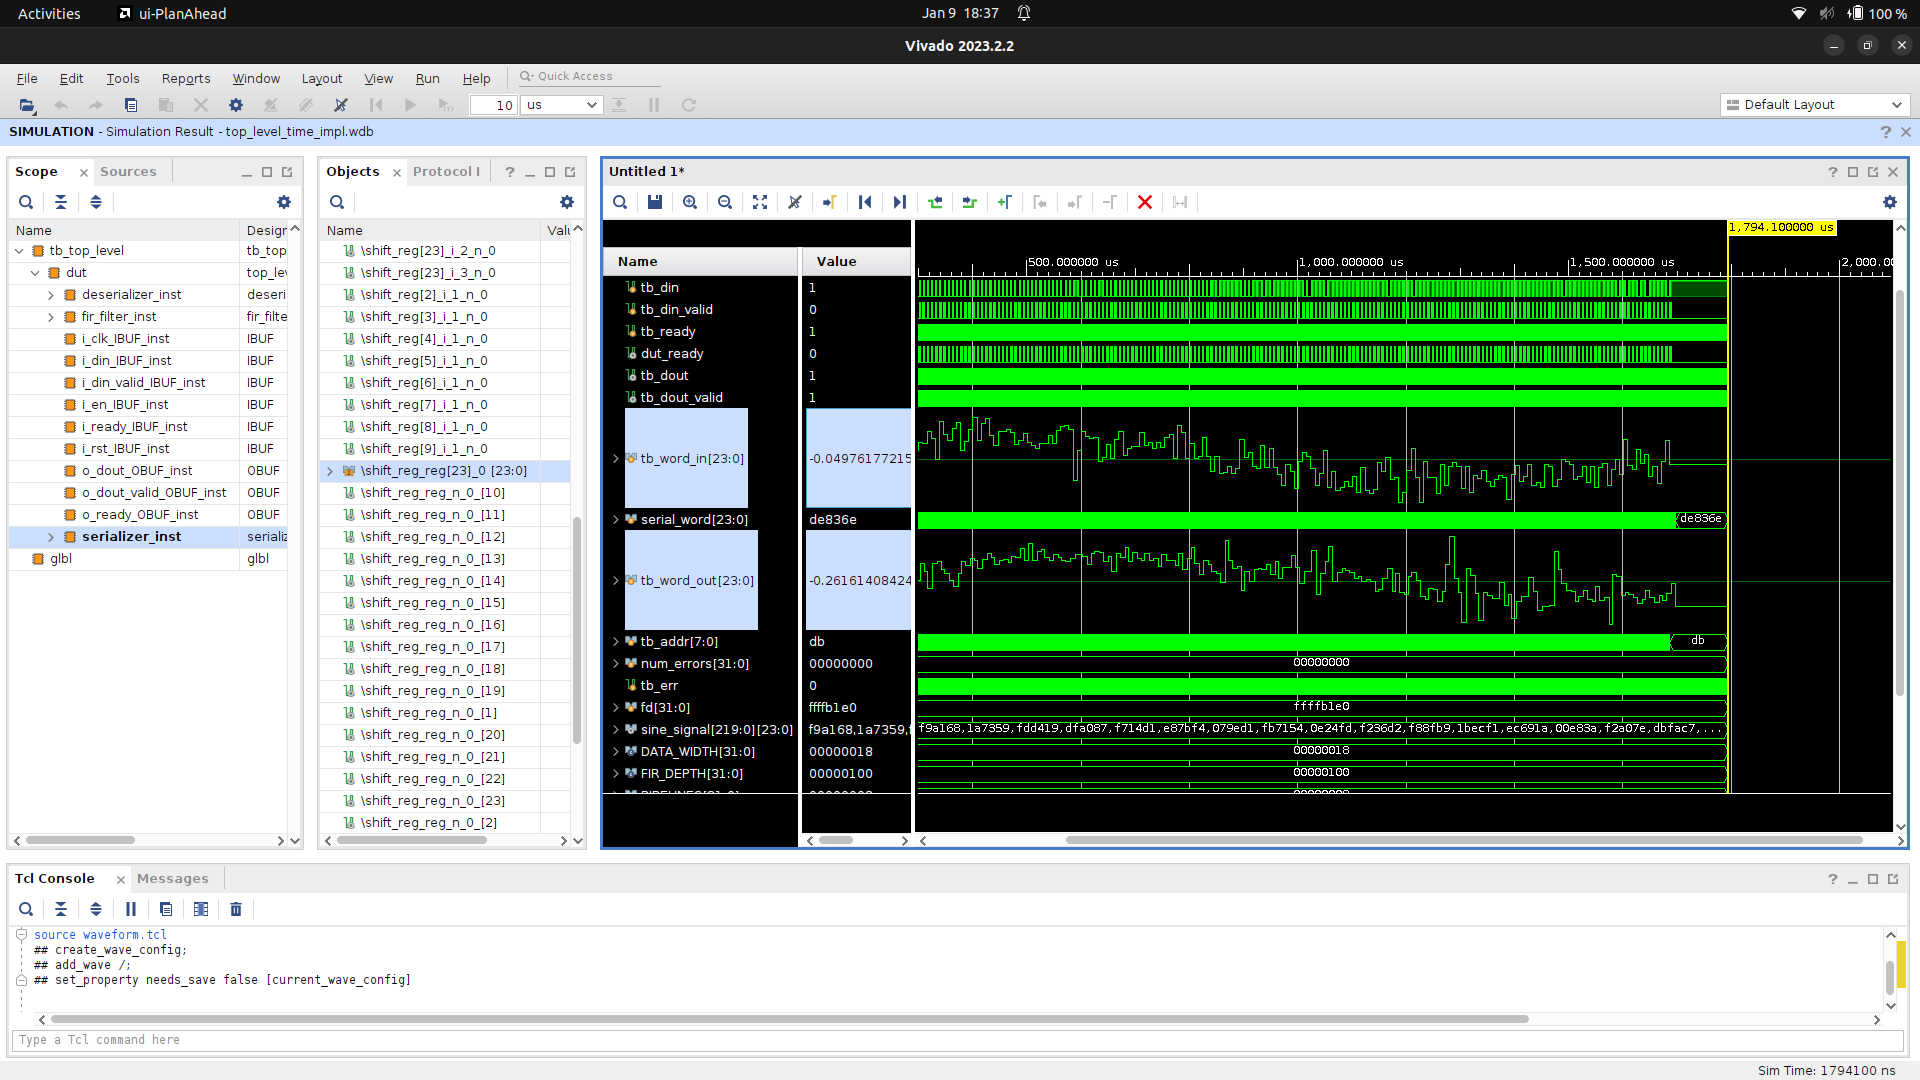 Activities
ui-PlanAhead
Jan 9 18:37
100 %
Vivado 2023.2.2
File Edit Tools Reports Window Layout View Run Help
Quick Access
10 us
Default Layout
SIMULATION - Simulation Result - top_level_time_impl.wdb
Scope
Sources
Name Design
tb_top_level tb_top
dut top_lev
deserializer_inst deseri
fir_filter_inst fir_filte
i_clk_IBUF_inst IBUF
i_din_IBUF_inst IBUF
i_din_valid_IBUF_inst IBUF
i_en_IBUF_inst IBUF
i_ready_IBUF_inst IBUF
i_rst_IBUF_inst IBUF
o_dout_OBUF_inst OBUF
o_dout_valid_OBUF_inst OBUF
o_ready_OBUF_inst OBUF
serializer_inst serializ
glbl glbl
Objects
Protocol I
Name Valu
\shift_reg[23]_i_2_n_0
\shift_reg[23]_i_3_n_0
\shift_reg[2]_i_1_n_0
\shift_reg[3]_i_1_n_0
\shift_reg[4]_i_1_n_0
\shift_reg[5]_i_1_n_0
\shift_reg[6]_i_1_n_0
\shift_reg[7]_i_1_n_0
\shift_reg[8]_i_1_n_0
\shift_reg[9]_i_1_n_0
\shift_reg_reg[23]_0 [23:0]
\shift_reg_reg_n_0_[10]
\shift_reg_reg_n_0_[11]
\shift_reg_reg_n_0_[12]
\shift_reg_reg_n_0_[13]
\shift_reg_reg_n_0_[14]
\shift_reg_reg_n_0_[15]
\shift_reg_reg_n_0_[16]
\shift_reg_reg_n_0_[17]
\shift_reg_reg_n_0_[18]
\shift_reg_reg_n_0_[19]
\shift_reg_reg_n_0_[1]
\shift_reg_reg_n_0_[20]
\shift_reg_reg_n_0_[21]
\shift_reg_reg_n_0_[22]
\shift_reg_reg_n_0_[23]
\shift_reg_reg_n_0_[2]
Untitled 1*
1,794.100000 us
Name Value
500.000000 us 1,000.000000 us 1,500.000000 us 2,000.0
tb_din 1
tb_din_valid 0
tb_ready 1
dut_ready 0
tb_dout 1
tb_dout_valid 1
tb_word_in[23:0] -0.04976177215
serial_word[23:0] de836e de836e
tb_word_out[23:0] -0.26161408424
tb_addr[7:0] db db
num_errors[31:0] 00000000 00000000
tb_err 0
fd[31:0] ffffb1e0 ffffb1e0
sine_signal[219:0][23:0] f9a168,1a7359,f f9a168,1a7359,fdd419,dfa087,f714d1,e87bf4,079ed1,fb7154,0e24fd,f236d2,f88fb9,1becf1,ec691a,00e83a,f2a07e,dbfac7,...
DATA_WIDTH[31:0] 00000018 00000018
FIR_DEPTH[31:0] 00000100 00000100
Tcl Console
Messages
source waveform.tcl
## create_wave_config;
## add_wave /;
## set_property needs_save false [current_wave_config]
Type a Tcl command here
Sim Time: 1794100 ns